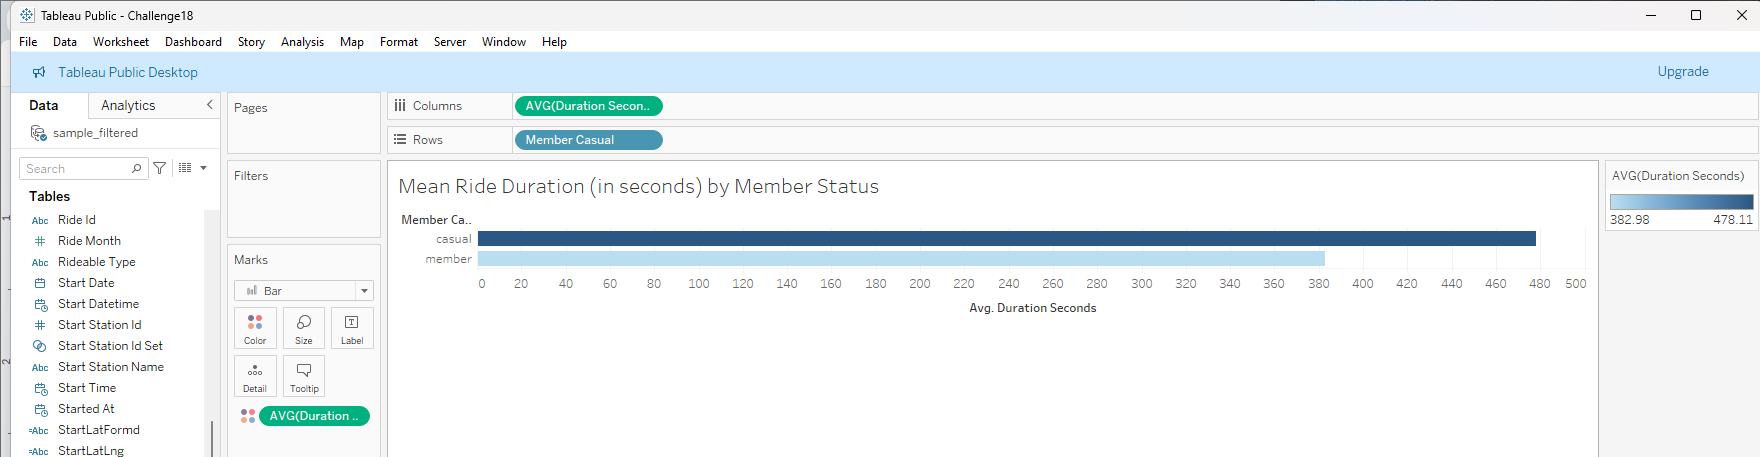 Tableau Public - Challenge18
File Data Worksheet Dashboard Story Analysis Map Format Server Window Help
Tableau Public Desktop
Upgrade
Data Analytics
sample_filtered
Search
Tables
Abc Ride Id
# Ride Month
Abc Rideable Type
Start Date
Start Datetime
# Start Station Id
Start Station Id Set
Abc Start Station Name
Start Time
Started At
=Abc StartLatFormd
=Abc StartLatLng
Pages
Filters
Marks
Bar
Color Size Label
Detail Tooltip
AVG(Duration ..
Columns AVG(Duration Secon..
Rows Member Casual
Mean Ride Duration (in seconds) by Member Status
Member Ca..
casual
member
0 20 40 60 80 100 120 140 160 180 200 220 240 260 280 300 320 340 360 380 400 420 440 460 480 500
Avg. Duration Seconds
AVG(Duration Seconds)
382.98 478.11